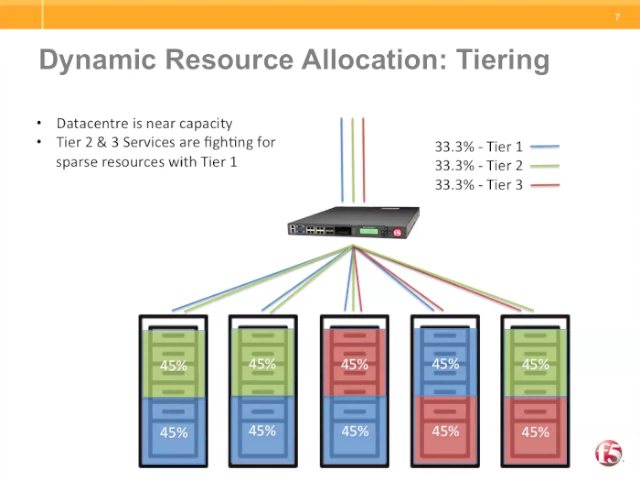 7
Dynamic Resource Allocation: Tiering
• Datacentre is near capacity
• Tier 2 & 3 Services are fighting for
sparse resources with Tier 1
33.3% - Tier 1
33.3% - Tier 2
33.3% - Tier 3
f5
45% 45% 45% 45% 45%
45% 45% 45% 45% 45%
f5